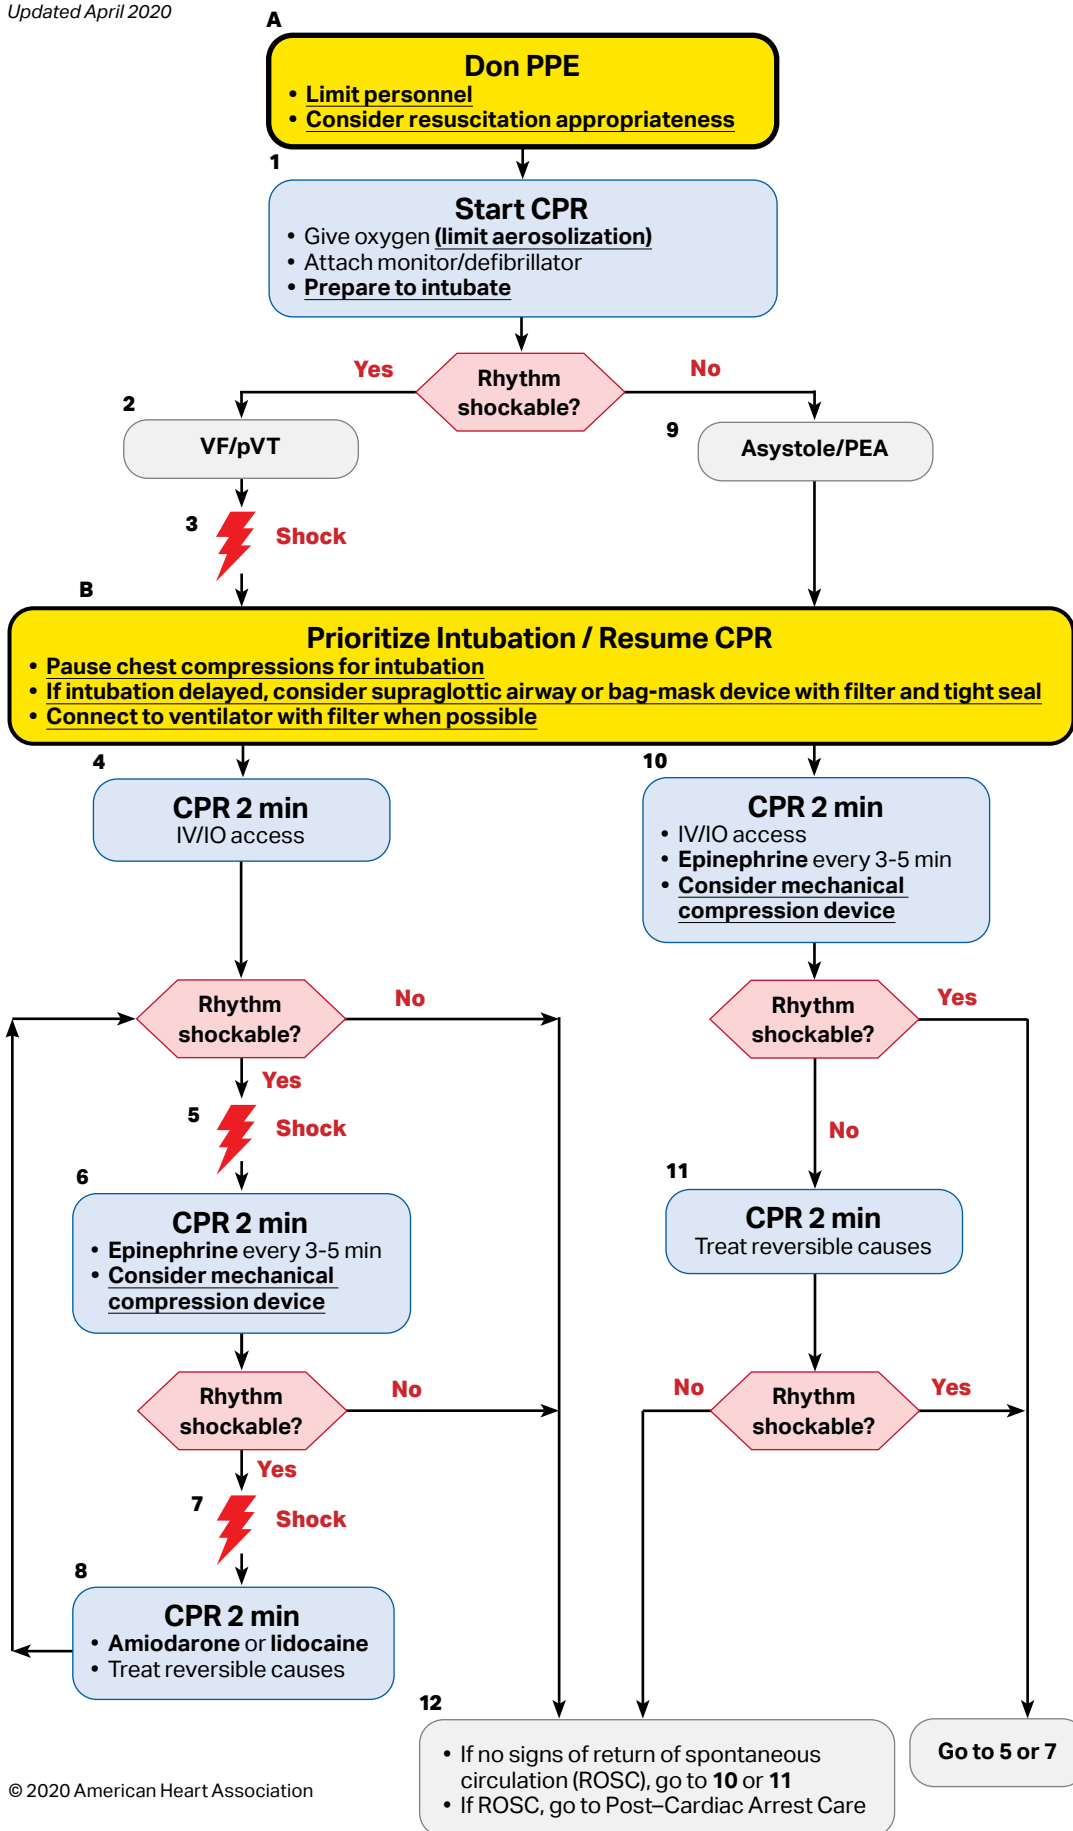 Updated April 2020
A
Don PPE
• Limit personnel
• Consider resuscitation appropriateness
1
Start CPR
• Give oxygen (limit aerosolization)
• Attach monitor/defibrillator
• Prepare to intubate
Rhythm
shockable?
Yes
No
2
VF/pVT
9
Asystole/PEA
3
Shock
B
Prioritize Intubation / Resume CPR
• Pause chest compressions for intubation
• If intubation delayed, consider supraglottic airway or bag-mask device with filter and tight seal
• Connect to ventilator with filter when possible
4
CPR 2 min
IV/IO access
10
CPR 2 min
• IV/IO access
• Epinephrine every 3-5 min
• Consider mechanical
compression device
Rhythm
shockable?
No
Yes
Rhythm
shockable?
Yes
No
5
Shock
6
CPR 2 min
• Epinephrine every 3-5 min
• Consider mechanical
compression device
11
CPR 2 min
Treat reversible causes
Rhythm
shockable?
No
Yes
Rhythm
shockable?
No
Yes
7
Shock
8
CPR 2 min
• Amiodarone or lidocaine
• Treat reversible causes
12
• If no signs of return of spontaneous
circulation (ROSC), go to 10 or 11
• If ROSC, go to Post–Cardiac Arrest Care
Go to 5 or 7
© 2020 American Heart Association